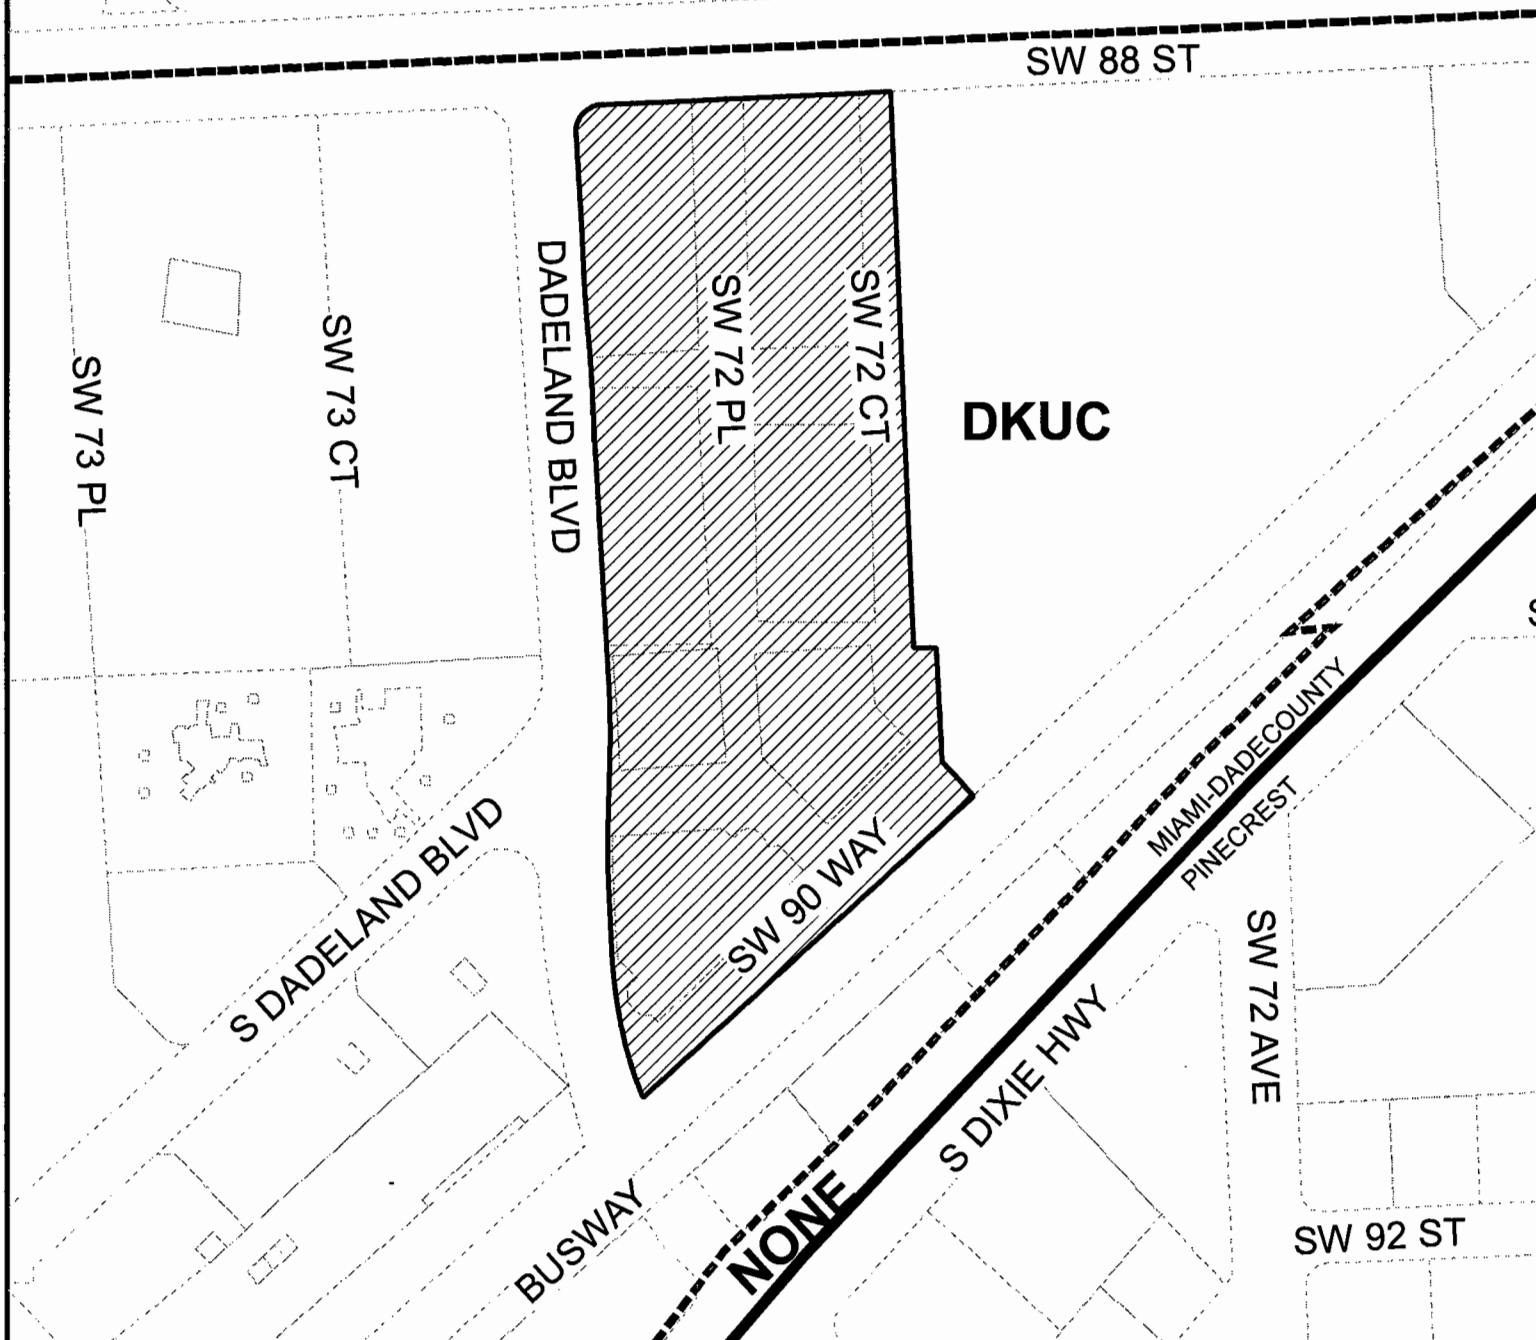 SW 88 ST
DADELAND BLVD
SW 72 PL
SW 72 CT
SW 73 CT
SW 73 PL
DKUC
MIAMI-DADECOUNTY
PINECREST
S DADELAND BLVD
SW 90 WAY
SW 72 AVE
S DIXIE HWY
BUSWAY
NONE
SW 92 ST